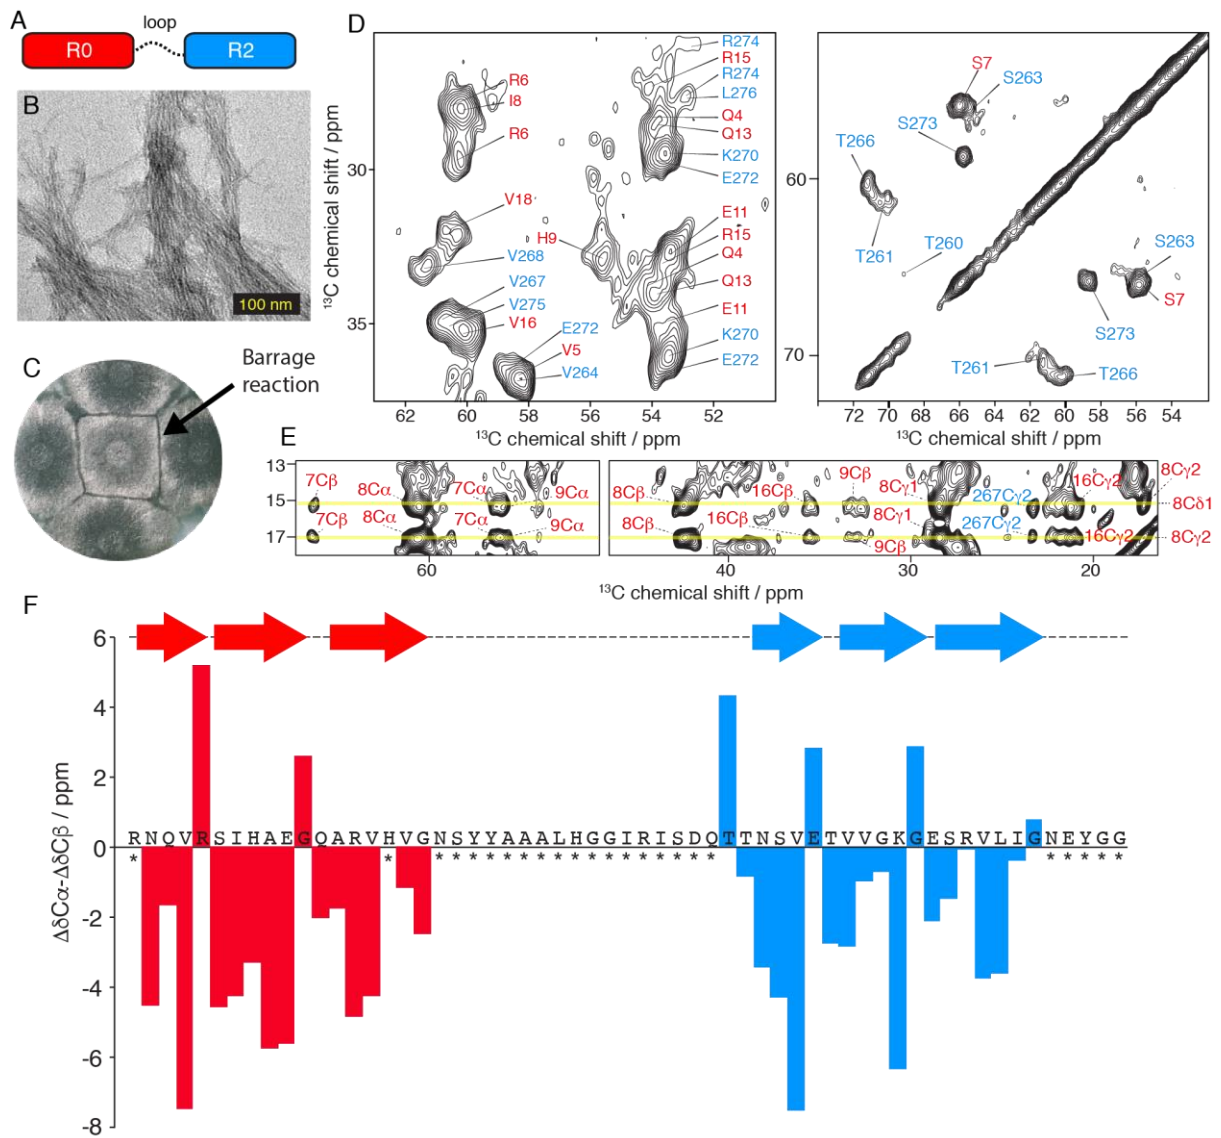 A
R0
loop
R2
B
100 nm
C
Barrage
reaction
D
R274
R15
R274
L276
Q4
Q13
K270
E272
E11
R15
Q4
Q13
E11
K270
E272
R6
I8
R6
V18
H9
V268
V267
V275
V16
E272
V5
V264
30
35
62
60
58
56
54
52
13C chemical shift / ppm
13C chemical shift / ppm
S7
S263
S273
T266
T261
T260
S263
S7
S273
T261
T266
60
70
72
70
68
66
64
62
60
58
56
54
13C chemical shift / ppm
E
13
15
17
7Cβ
8Cα
7Cα
9Cα
7Cβ
8Cα
7Cα
9Cα
8Cβ
16Cβ
9Cβ
8Cγ1
267Cγ2
16Cγ2
8Cγ2
8Cδ1
8Cβ
16Cβ
9Cβ
8Cγ1
267Cγ2
16Cγ2
8Cγ2
60
40
30
20
13C chemical shift / ppm
F
6
4
2
0
-2
-4
-6
-8
ΔδCα-ΔδCβ / ppm
RNQVRSIHAEGQARVHVGNSYYAAALHGGIRISDQTTNSVETVVGKGESRVLIGNEYGG
* * * * * * * * * * * * * * * * * * * * * * * *